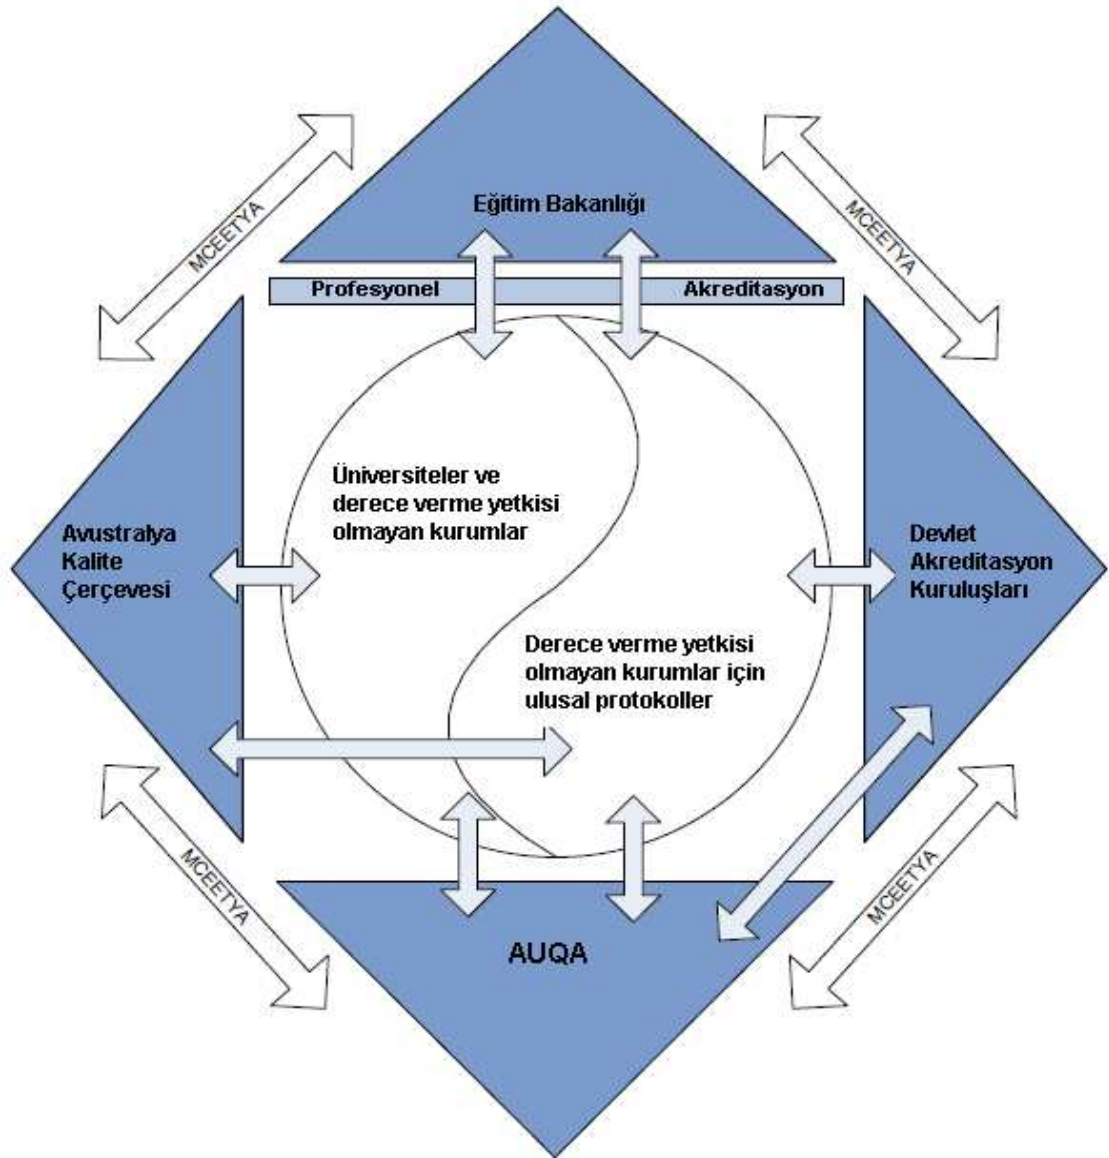 MCEETYA
MCEETYA
Eğitim Bakanlığı
Profesyonel
Akreditasyon
Üniversiteler ve
derece verme yetkisi
olmayan kurumlar
Avustralya
Kalite
Çerçevesi
Devlet
Akreditasyon
Kuruluşları
Derece verme yetkisi
olmayan kurumlar için
ulusal protokoller
MCEETYA
MCEETYA
AUQA